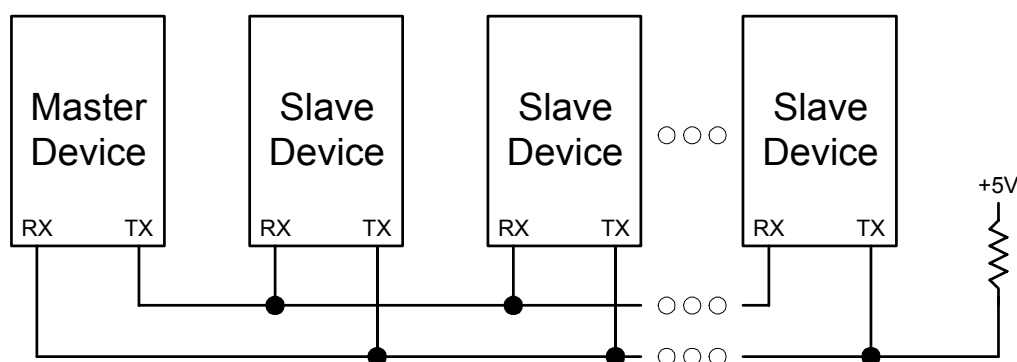 Master
Device
Slave
Device
Slave
Device
Slave
Device
+5V
RX TX RX TX RX TX RX TX